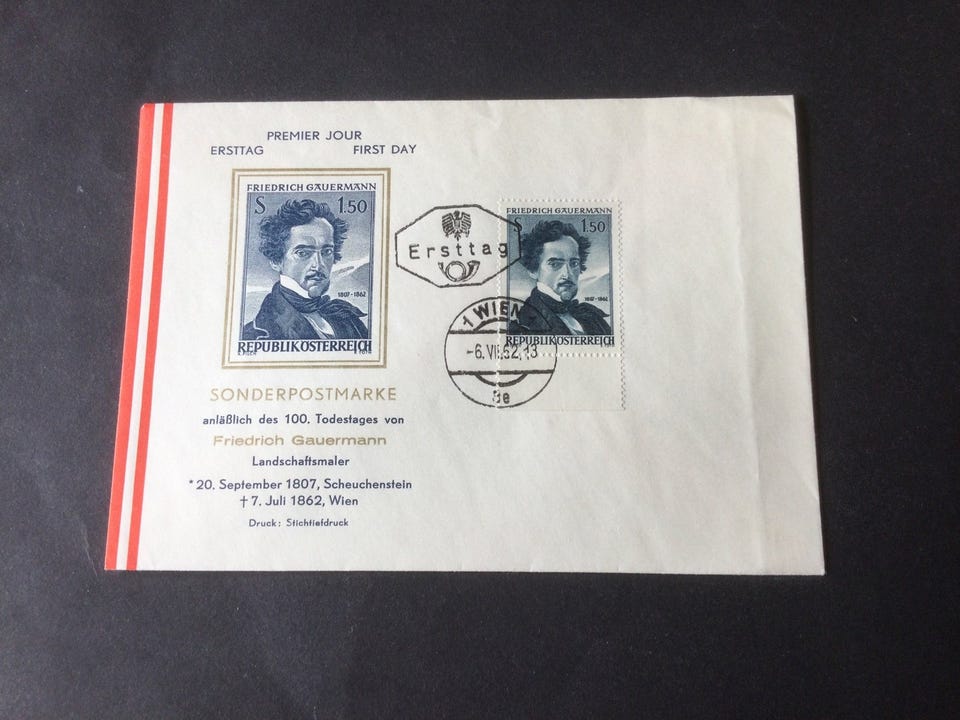 PREMIER JOUR
ERSTTAG FIRST DAY
FRIEDRICH GAUERMANN
S 1.50
1807-1862
REPUBLIK ÖSTERREICH
SONDERPOSTMARKE
anläßlich des 100. Todestages von
Friedrich Gauermann
Landschaftsmaler
*20. September 1807, Scheuchenstein
† 7. Juli 1862, Wien
Druck: Stichtiefdruck
Ersttag
FRIEDRICH GAUERMANN
S 1.50
1807-1862
REPUBLIK ÖSTERREICH
1 WIEN 1
-6. VII. 62. 13